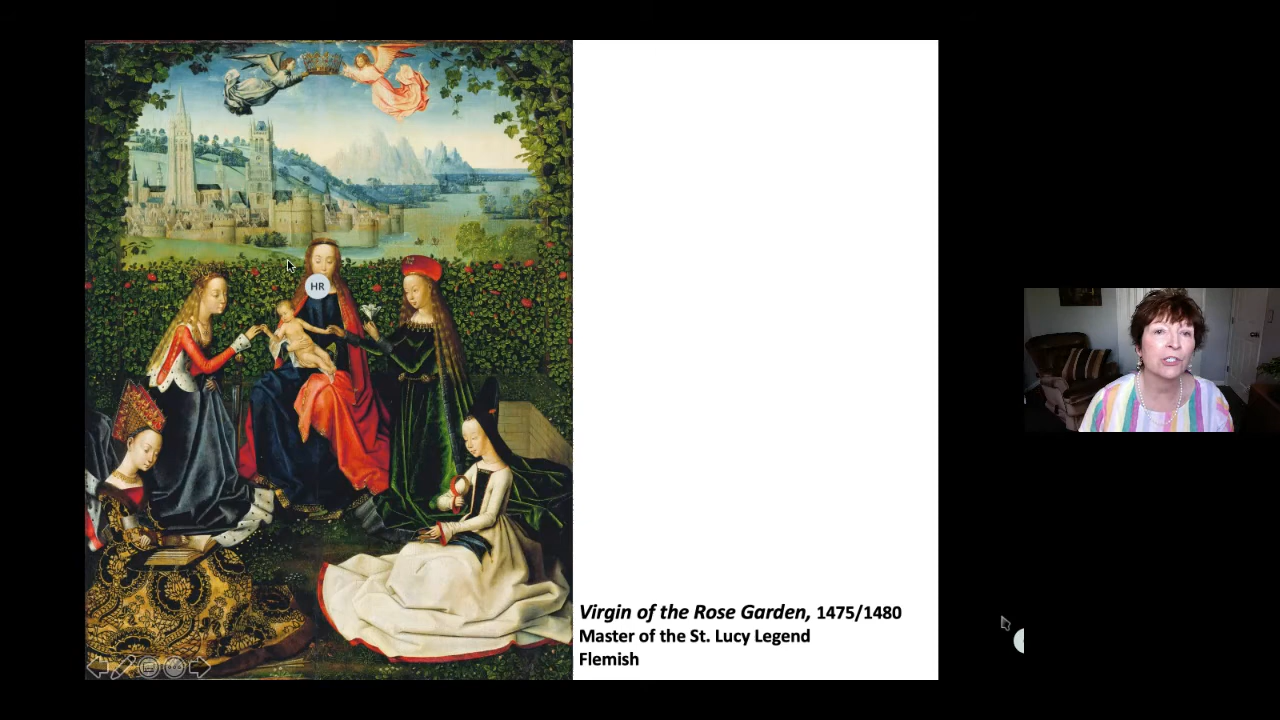 HR
Virgin of the Rose Garden, 1475/1480
Master of the St. Lucy Legend
Flemish